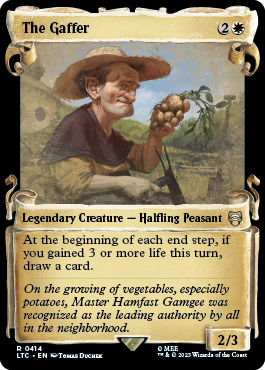 The Gaffer 2
Legendary Creature — Halfling Peasant
At the beginning of each end step, if
you gained 3 or more life this turn,
draw a card.
On the growing of vegetables, especially
potatoes, Master Hamfast Gamgee was
recognized as the leading authority by all
in the neighborhood.
2/3
R 0414
LTC • EN Tomas Duchek
© MEE
™ & © 2023 Wizards of the Coast